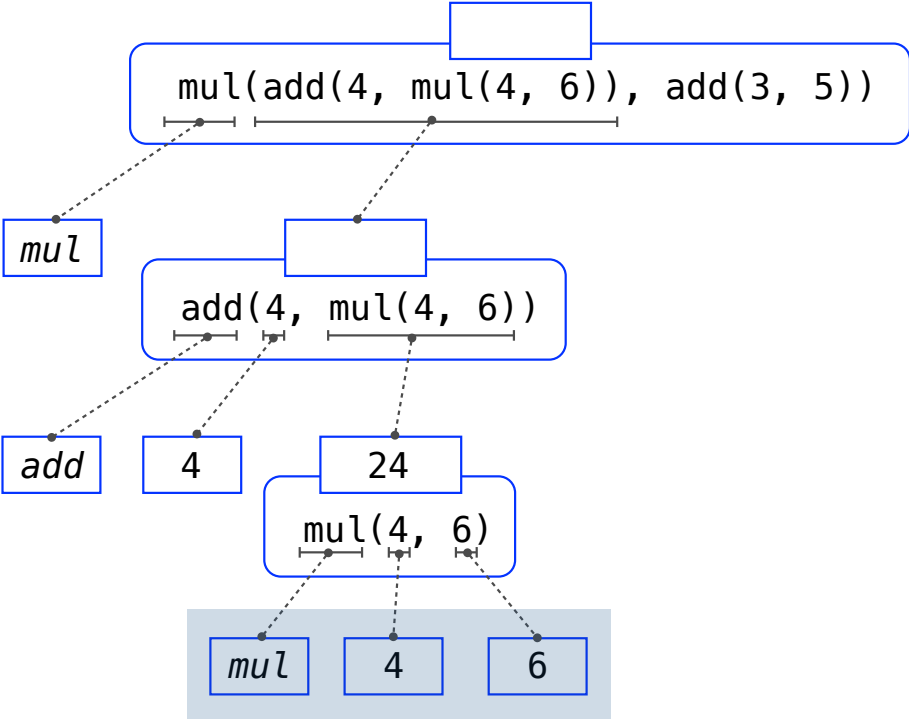 mul(add(4, mul(4, 6)), add(3, 5))
mul
add(4, mul(4, 6))
add 4 24
mul(4, 6)
mul 4 6